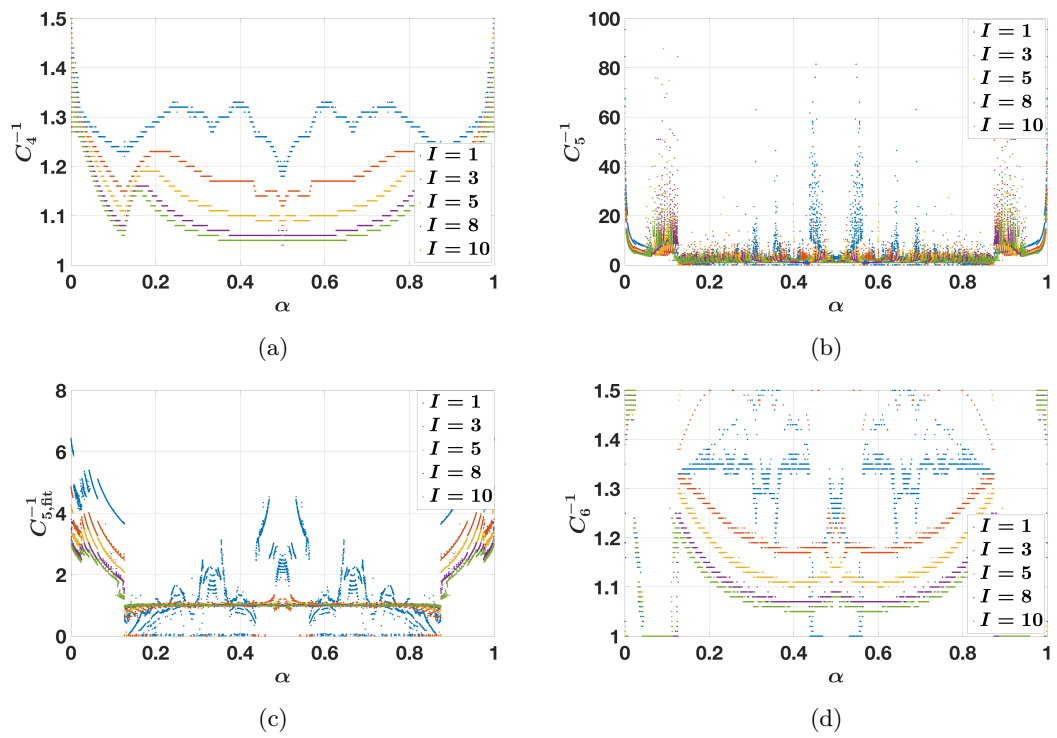 1.5
1.4
1.3
1.2
1.1
1
C₄⁻¹
0 0.2 0.4 0.6 0.8 1
α
I = 1
I = 3
I = 5
I = 8
I = 10
(a)
100
80
60
40
20
0
C₅⁻¹
0 0.2 0.4 0.6 0.8 1
α
I = 1
I = 3
I = 5
I = 8
I = 10
(b)
8
6
4
2
0
C₅,fit⁻¹
0 0.2 0.4 0.6 0.8 1
α
I = 1
I = 3
I = 5
I = 8
I = 10
(c)
1.5
1.4
1.3
1.2
1.1
1
C₆⁻¹
0 0.2 0.4 0.6 0.8 1
α
I = 1
I = 3
I = 5
I = 8
I = 10
(d)